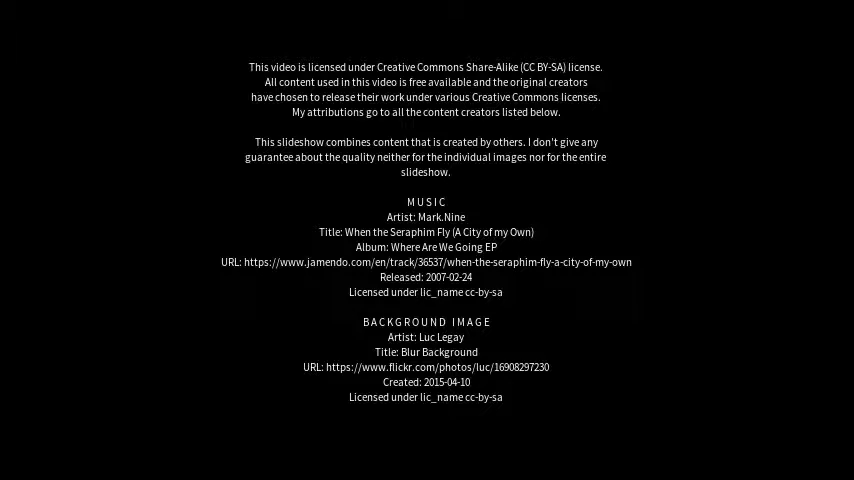 This video is licensed under Creative Commons Share-Alike (CC BY-SA) license.
All content used in this video is free available and the original creators
have chosen to release their work under various Creative Commons licenses.
My attributions go to all the content creators listed below.
This slideshow combines content that is created by others. I don't give any
guarantee about the quality neither for the individual images nor for the entire
slideshow.
MUSIC
Artist: Mark.Nine
Title: When the Seraphim Fly (A City of my Own)
Album: Where Are We Going EP
URL: https://www.jamendo.com/en/track/36537/when-the-seraphim-fly-a-city-of-my-own
Released: 2007-02-24
Licensed under lic_name cc-by-sa
BACKGROUND IMAGE
Artist: Luc Legay
Title: Blur Background
URL: https://www.flickr.com/photos/luc/16908297230
Created: 2015-04-10
Licensed under lic_name cc-by-sa